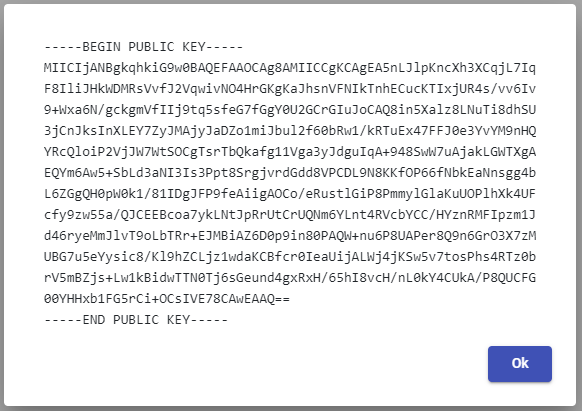 -----BEGIN PUBLIC KEY-----
MIICIjANBgkqhkiG9w0BAQEFAAOCAg8AMIICCgKCAgEA5nLJlpKncXh3XCqjL7Iq
F8IliJHkWDMRsVvfJ2VqwivNO4HrGKgKaJhsnVFNIkTnhECucKTIxjUR4s/vv6Iv
9+Wxa6N/gckgmVfIIj9tq5sfeG7fGgY0U2GCrGIuJoCAQ8in5Xalz8LNuTi8dhSU
3jCnJksInXLEY7ZyJMAjyJaDZo1miJbul2f60bRw1/kRTuEx47FFJ0e3YvYM9nHQ
YRcQloiP2VjJW7WtSOCgTsrTbQkafg11Vga3yJdguIqA+948SwW7uAjakLGWTXgA
EQYm6Aw5+SbLd3aNI3Is3Ppt8SrgjvrdGdd8VPCDL9N8KKfOP66fNbkEaNnsgg4b
L6ZGgQH0pW0k1/81IDgJFP9feAiigAOCo/eRustlGiP8PmmylGlaKuUOPlhXk4UF
cfy9zw55a/QJCEEBcoa7ykLNtJpRrUtCrUQNm6YLnt4RVcbYCC/HYznRMFIpzm1J
d46ryeMmJlvT9oLbTRr+EJMBiAZ6D0p9in80PAQW+nu6P8UAPer8Q9n6GrO3X7zM
UBG7u5eYysic8/Kl9hZCLjz1wdaKCBfcr0IeaUijALWj4jKSw5v7tosPhs4RTz0b
rV5mBZjs+Lw1kBidwTTN0Tj6sGeund4gxRxH/65hI8vcH/nL0kY4CUkA/P8QUCFG
00YHHxb1FG5rCi+OCsIVE78CAwEAAQ==
-----END PUBLIC KEY-----
Ok